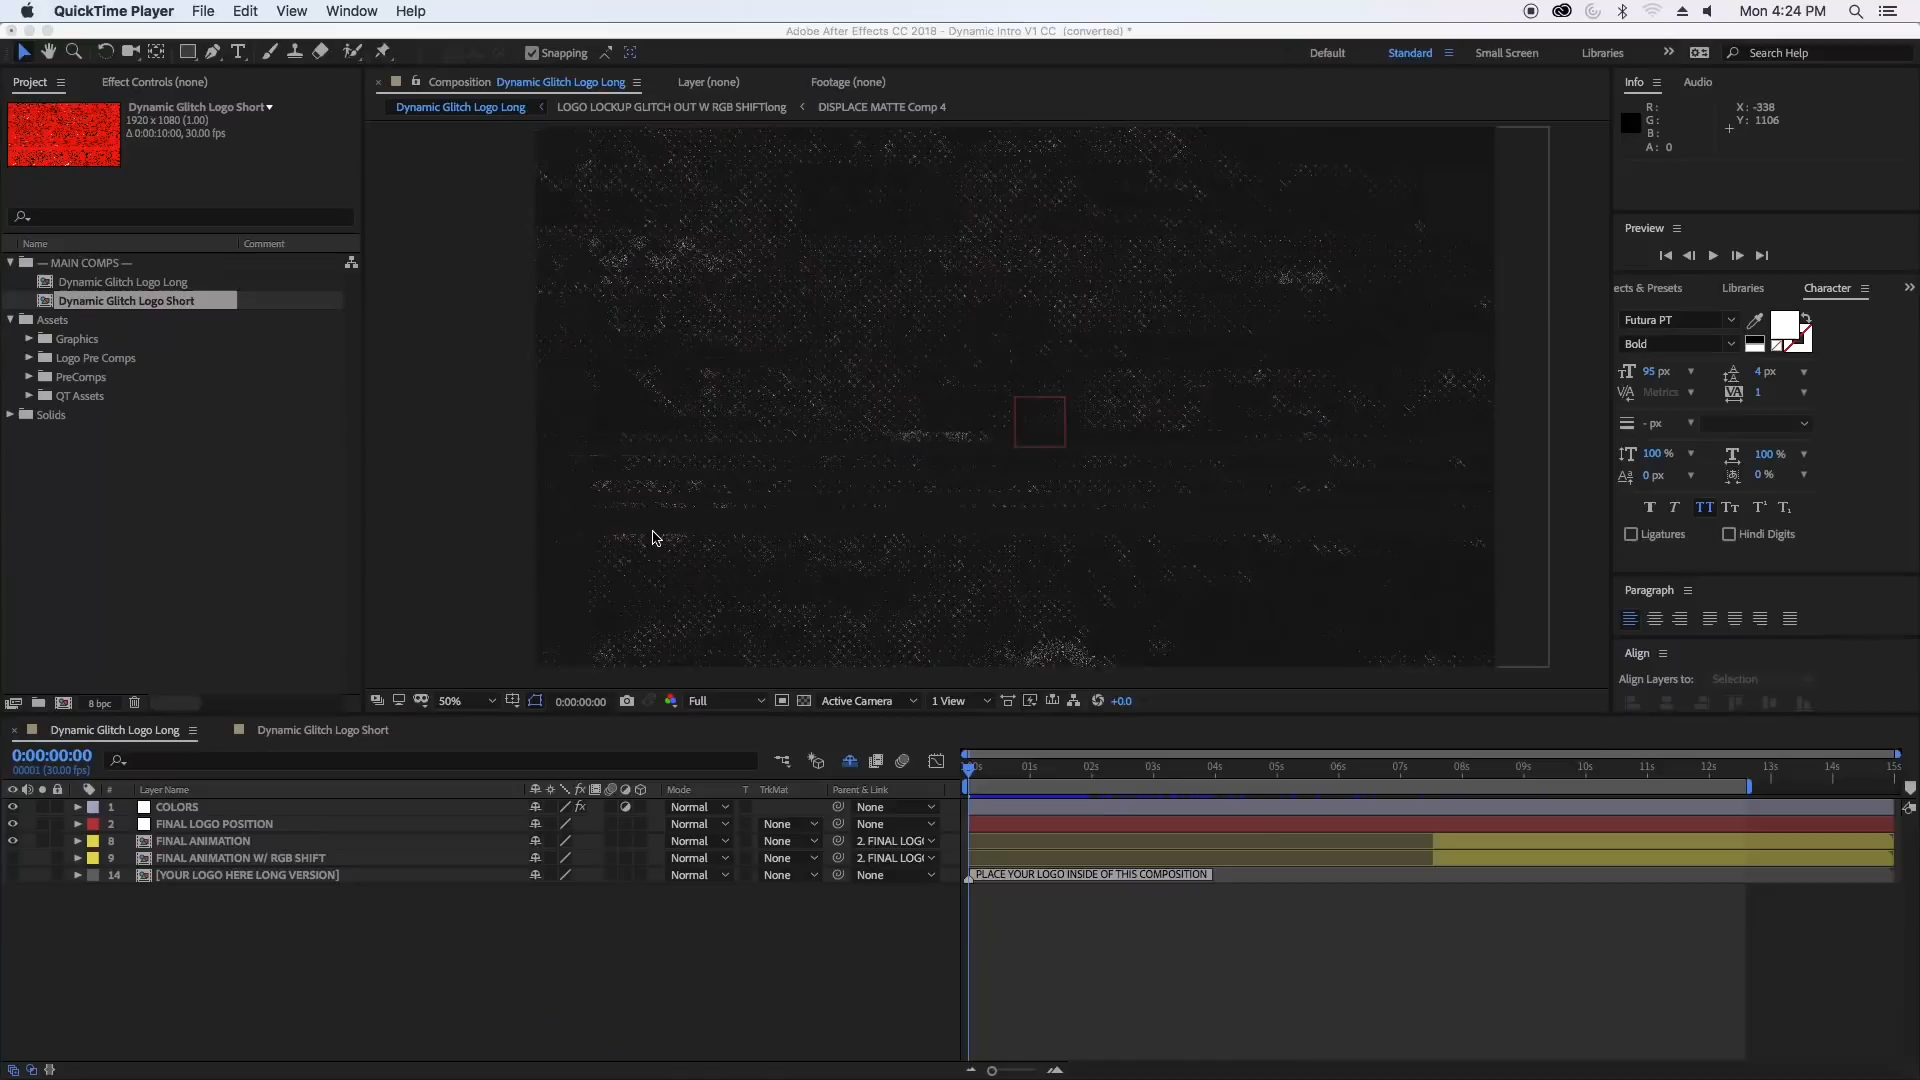 QuickTime Player File Edit View Window Help Mon 4:24 PM
Adobe After Effects CC 2018 - Dynamic Intro V1 CC (converted) *
Snapping Default Standard Small Screen Libraries Search Help
Project Effect Controls (none)
Composition Dynamic Glitch Logo Long Layer (none) Footage (none)
Info Audio
Dynamic Glitch Logo Short
1920 x 1080 (1.00)
Δ 0:00:10:00, 30.00 fps
Dynamic Glitch Logo Long LOGO LOCKUP GLITCH OUT W RGB SHIFTlong DISPLACE MATTE Comp 4
R: X: -338
G: Y: 1106
B:
A: 0
Preview
Name Comment
— MAIN COMPS —
Dynamic Glitch Logo Long
Dynamic Glitch Logo Short
Assets
Graphics
Logo Pre Comps
PreComps
QT Assets
Solids
ects & Presets Libraries Character
Futura PT
Bold
95 px 4 px
Metrics 1
- px
100 % 100 %
0 px 0 %
Ligatures Hindi Digits
Paragraph
Align
Align Layers to: Selection
8 bpc
50% 0:00:00:00 Full Active Camera 1 View +0.0
Dynamic Glitch Logo Long Dynamic Glitch Logo Short
0:00:00:00
00001 (30.00 fps)
01s 02s 03s 04s 05s 06s 07s 08s 09s 10s 11s 12s 13s 14s 15s
# Layer Name fx Mode T TrkMat Parent & Link
1 COLORS fx Normal None
2 FINAL LOGO POSITION Normal None None
8 FINAL ANIMATION Normal None 2. FINAL LOG
9 FINAL ANIMATION W/ RGB SHIFT Normal None 2. FINAL LOG
14 [YOUR LOGO HERE LONG VERSION] Normal None None
PLACE YOUR LOGO INSIDE OF THIS COMPOSITION